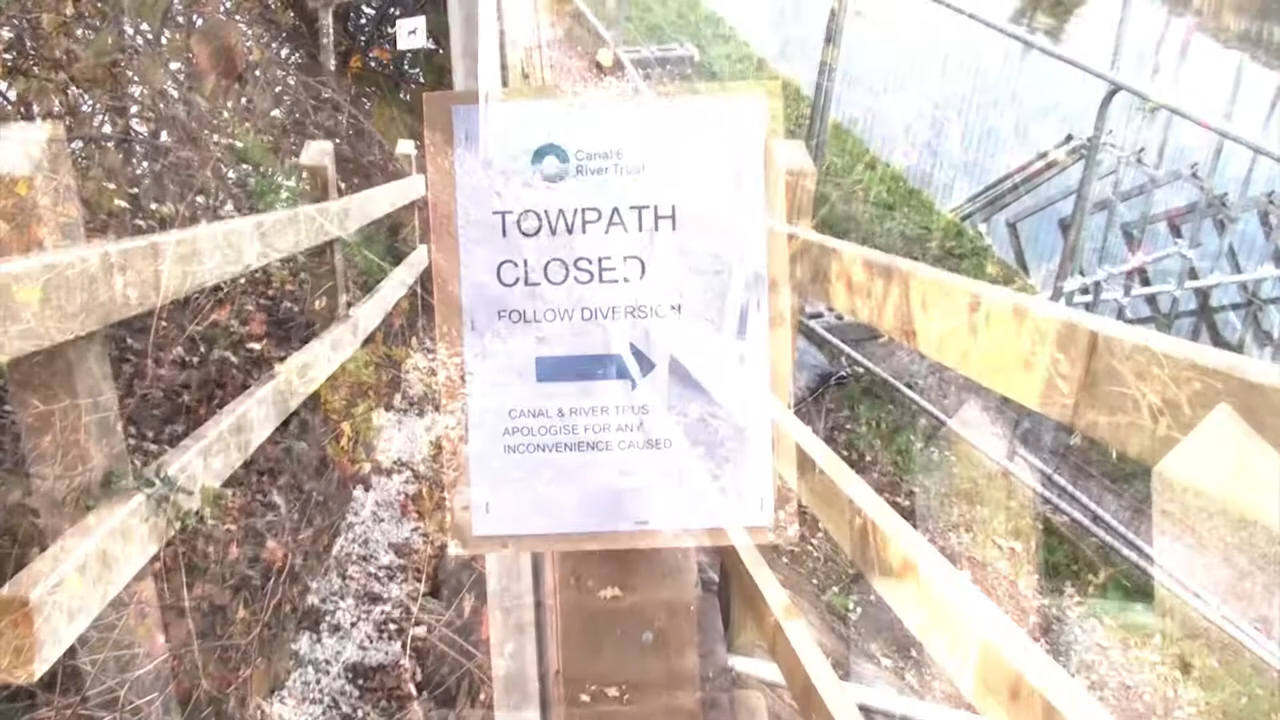 Canal &
River Trust
TOWPATH
CLOSED
FOLLOW DIVERSION
CANAL & RIVER TRUST
APOLOGISE FOR ANY
INCONVENIENCE CAUSED